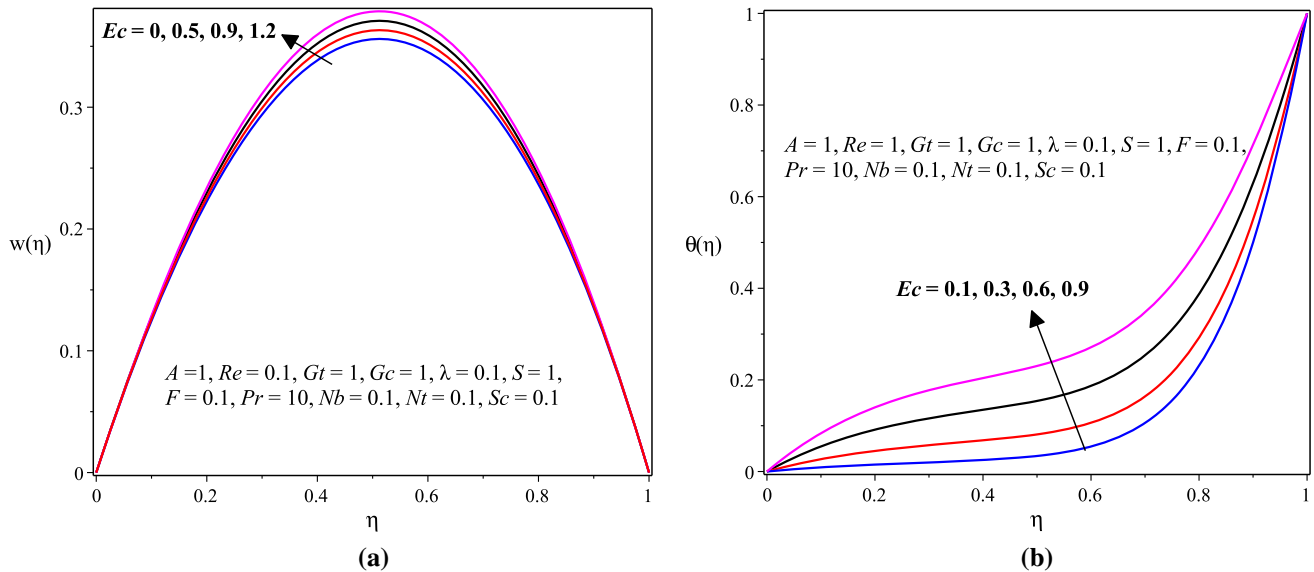 Ec = 0, 0.5, 0.9, 1.2
0.3
0.2
w(η)
0.1
A =1, Re = 0.1, Gt = 1, Gc = 1, λ = 0.1, S = 1,
F = 0.1, Pr = 10, Nb = 0.1, Nt = 0.1, Sc = 0.1
0
0 0.2 0.4 0.6 0.8 1
η
(a)
1
0.8
A = 1, Re = 1, Gt = 1, Gc = 1, λ = 0.1, S = 1, F = 0.1,
Pr = 10, Nb = 0.1, Nt = 0.1, Sc = 0.1
0.6
θ(η)
Ec = 0.1, 0.3, 0.6, 0.9
0.4
0.2
0
0 0.2 0.4 0.6 0.8 1
η
(b)